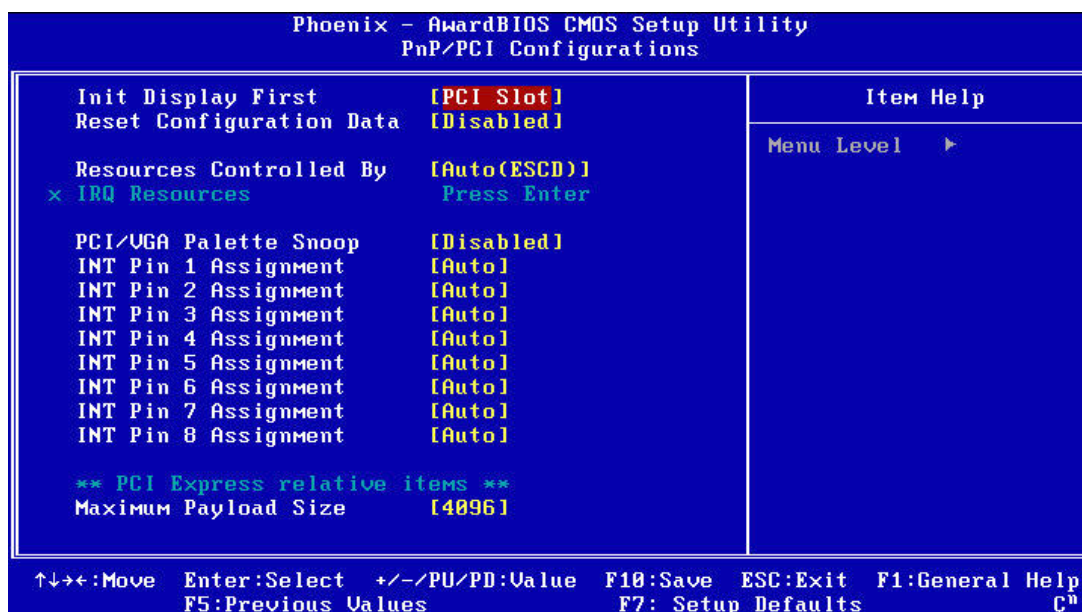 Phoenix - AwardBIOS CMOS Setup Utility
PnP/PCI Configurations
Init Display First [PCI Slot]
Reset Configuration Data [Disabled]
Resources Controlled By [Auto(ESCD)]
x IRQ Resources Press Enter
PCI/VGA Palette Snoop [Disabled]
INT Pin 1 Assignment [Auto]
INT Pin 2 Assignment [Auto]
INT Pin 3 Assignment [Auto]
INT Pin 4 Assignment [Auto]
INT Pin 5 Assignment [Auto]
INT Pin 6 Assignment [Auto]
INT Pin 7 Assignment [Auto]
INT Pin 8 Assignment [Auto]
** PCI Express relative items **
Maximum Payload Size [4096]
Item Help
Menu Level ▶
↑↓→←:Move Enter:Select +/-/PU/PD:Value F10:Save ESC:Exit F1:General Help
F5:Previous Values F7: Setup Defaults Cⁿ